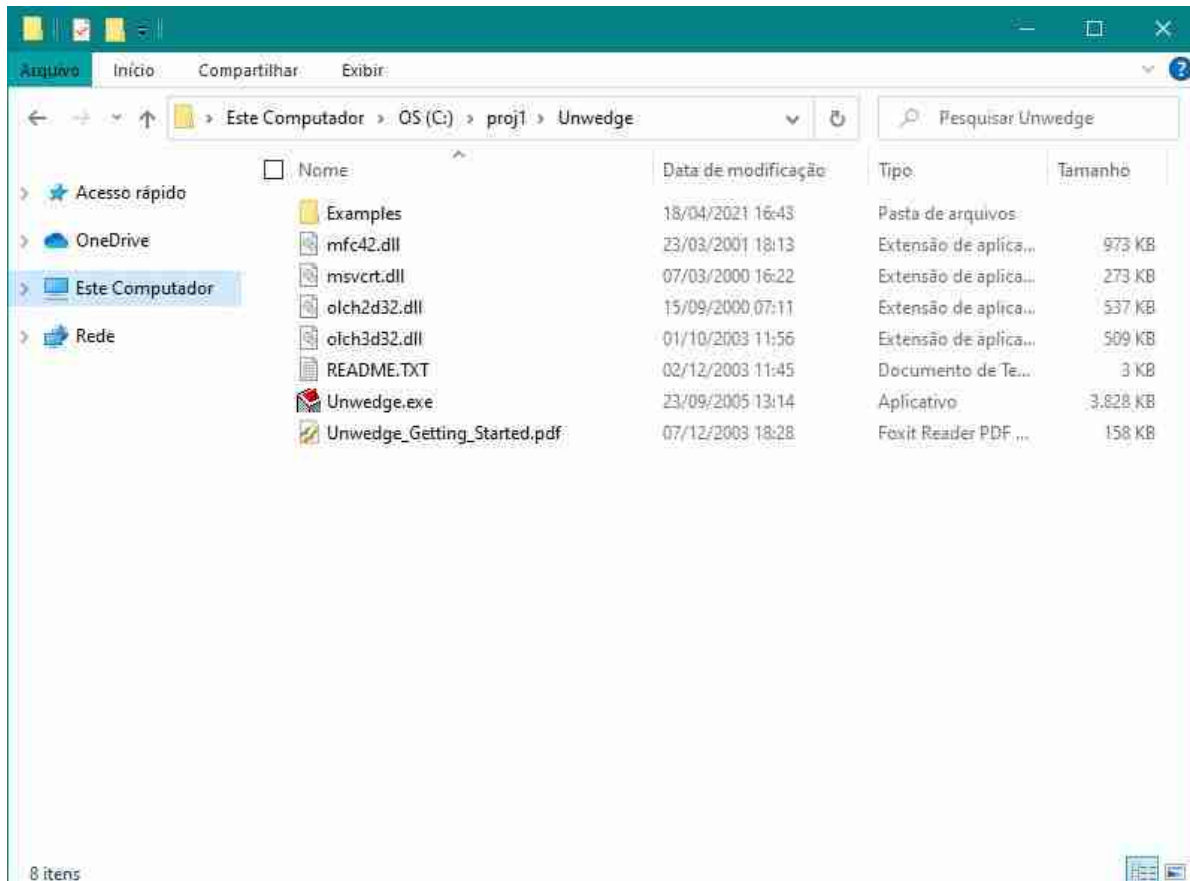 Arquivo Início Compartilhar Exibir
Este Computador › OS (C:) › proj1 › Unwedge Pesquisar Unwedge
Nome Data de modificação Tipo Tamanho
Acesso rápido
OneDrive
Este Computador
Rede
Examples 18/04/2021 16:43 Pasta de arquivos
mfc42.dll 23/03/2001 18:13 Extensão de aplica... 973 KB
msvcrt.dll 07/03/2000 16:22 Extensão de aplica... 273 KB
olch2d32.dll 15/09/2000 07:11 Extensão de aplica... 537 KB
olch3d32.dll 01/10/2003 11:56 Extensão de aplica... 509 KB
README.TXT 02/12/2003 11:45 Documento de Te... 3 KB
Unwedge.exe 23/09/2005 13:14 Aplicativo 3.828 KB
Unwedge_Getting_Started.pdf 07/12/2003 18:28 Foxit Reader PDF ... 158 KB
8 itens